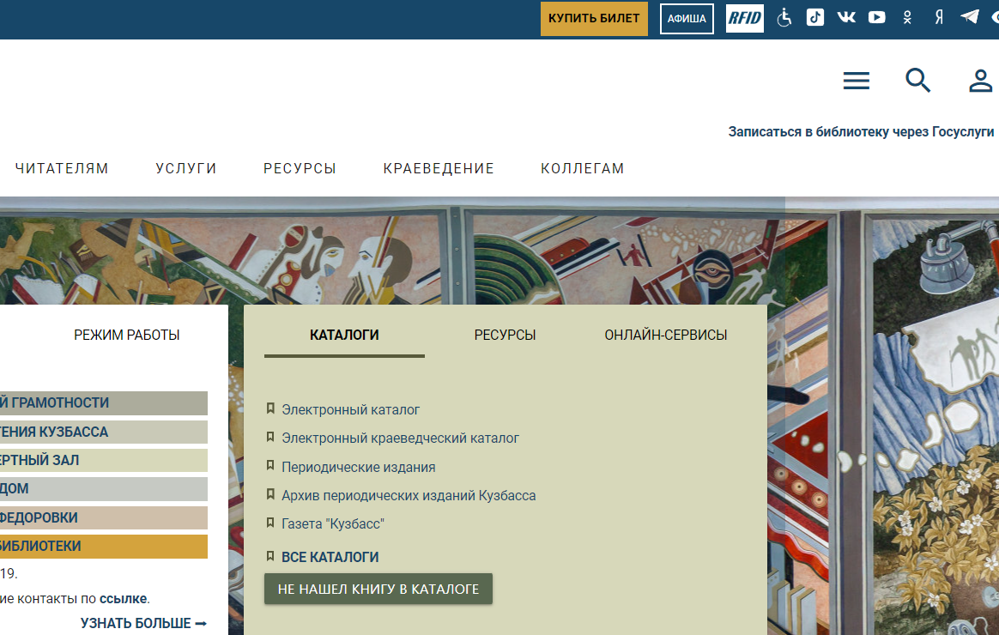 КУПИТЬ БИЛЕТ
АФИША
RFID
Записаться в библиотеку через Госуслуги
ЧИТАТЕЛЯМ
УСЛУГИ
РЕСУРСЫ
КРАЕВЕДЕНИЕ
КОЛЛЕГАМ
РЕЖИМ РАБОТЫ
Й ГРАМОТНОСТИ
ТЕНИЯ КУЗБАССА
ЕРТНЫЙ ЗАЛ
ДОМ
ФЕДОРОВКИ
БИБЛИОТЕКИ
19.
ие контакты по ссылке.
УЗНАТЬ БОЛЬШЕ
КАТАЛОГИ
РЕСУРСЫ
ОНЛАЙН-СЕРВИСЫ
Электронный каталог
Электронный краеведческий каталог
Периодические издания
Архив периодических изданий Кузбасса
Газета "Кузбасс"
ВСЕ КАТАЛОГИ
НЕ НАШЕЛ КНИГУ В КАТАЛОГЕ